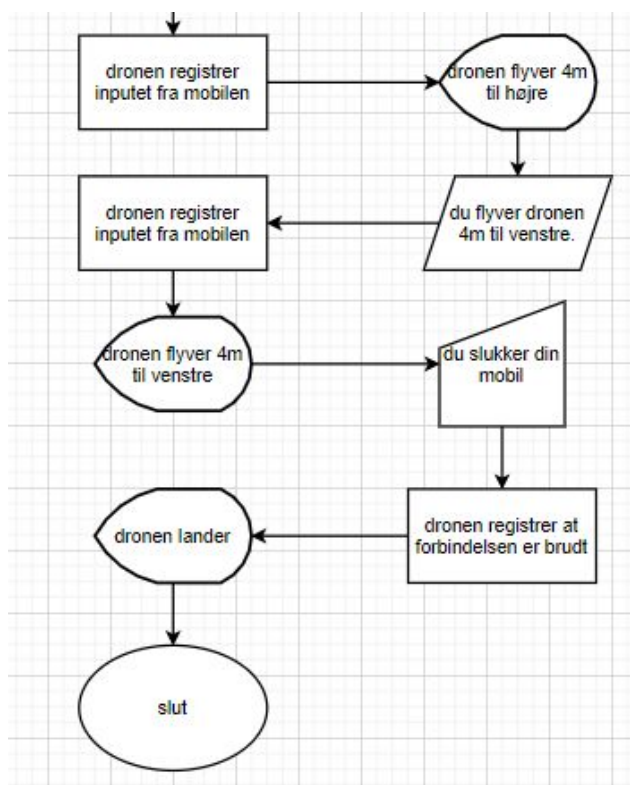 dronen registrer
inputet fra mobilen
dronen flyver 4m
til højre
du flyver dronen
4m til venstre.
dronen registrer
inputet fra mobilen
dronen flyver 4m
til venstre
du slukker din
mobil
dronen registrer at
forbindelsen er brudt
dronen lander
slut